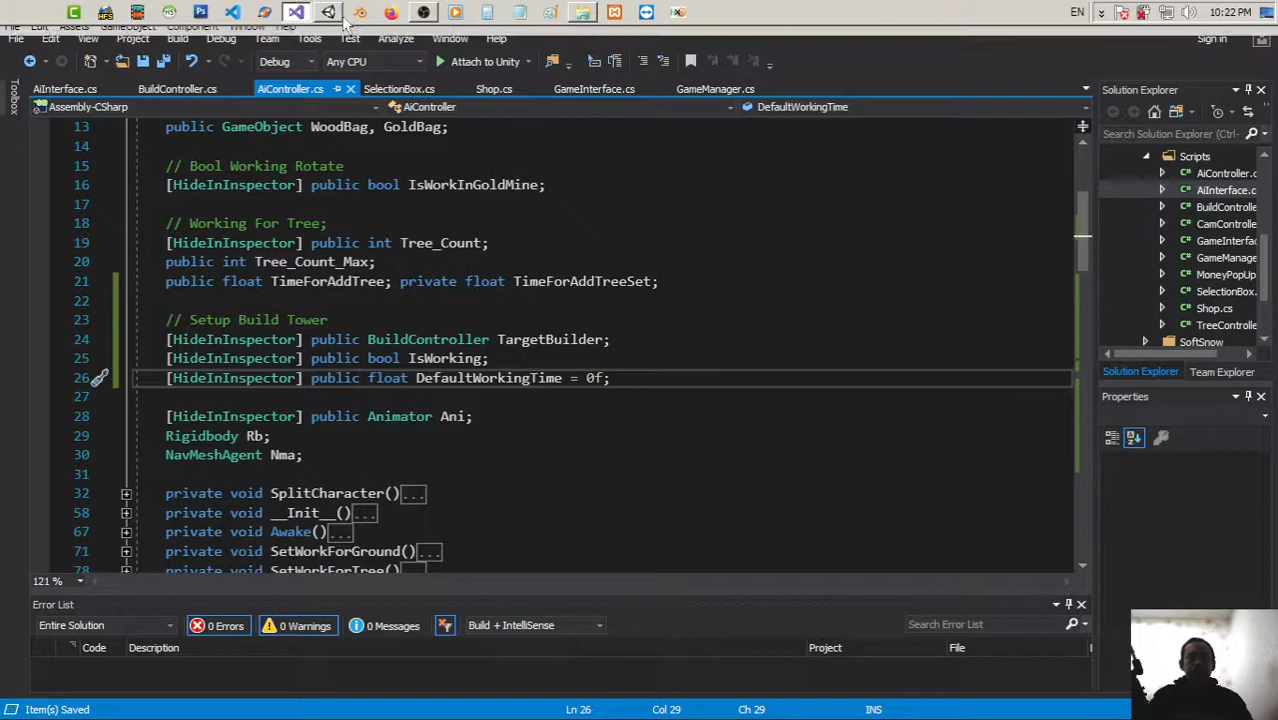 EN
10:22 PM
File Edit Assets GameObject Component Window Help
File Edit View Project Build Debug Team Tools Test Analyze Window Help
Sign in
Debug Any CPU Attach to Unity
Toolbox
AiInterface.cs BuildController.cs AiController.cs SelectionBox.cs Shop.cs GameInterface.cs GameManager.cs
Assembly-CSharp AiController DefaultWorkingTime
13 public GameObject WoodBag, GoldBag;
14
15 // Bool Working Rotate
16 [HideInInspector] public bool IsWorkInGoldMine;
17
18 // Working For Tree;
19 [HideInInspector] public int Tree_Count;
20 public int Tree_Count_Max;
21 public float TimeForAddTree; private float TimeForAddTreeSet;
22
23 // Setup Build Tower
24 [HideInInspector] public BuildController TargetBuilder;
25 [HideInInspector] public bool IsWorking;
26 [HideInInspector] public float DefaultWorkingTime = 0f;
27
28 [HideInInspector] public Animator Ani;
29 Rigidbody Rb;
30 NavMeshAgent Nma;
31
32 private void SplitCharacter()...
58 private void __Init__()...
67 private void Awake()...
71 private void SetWorkForGround()...
78 private void SetWorkForTree()...
121 %
Solution Explorer
Search Solution Explorer (Ctrl-
Scripts
C# AiController.c
C# AiInterface.c
C# BuildControlle
C# CamControlle
C# GameInterfac
C# GameManage
C# MoneyPopUp
C# SelectionBox.
C# Shop.cs
C# TreeControlle
SoftSnow
Solution Explorer Team Explorer
Properties
Error List
Entire Solution 0 Errors 0 Warnings 0 Messages Build + IntelliSense Search Error List
Code Description Project File
Item(s) Saved Ln 26 Col 29 Ch 29 INS